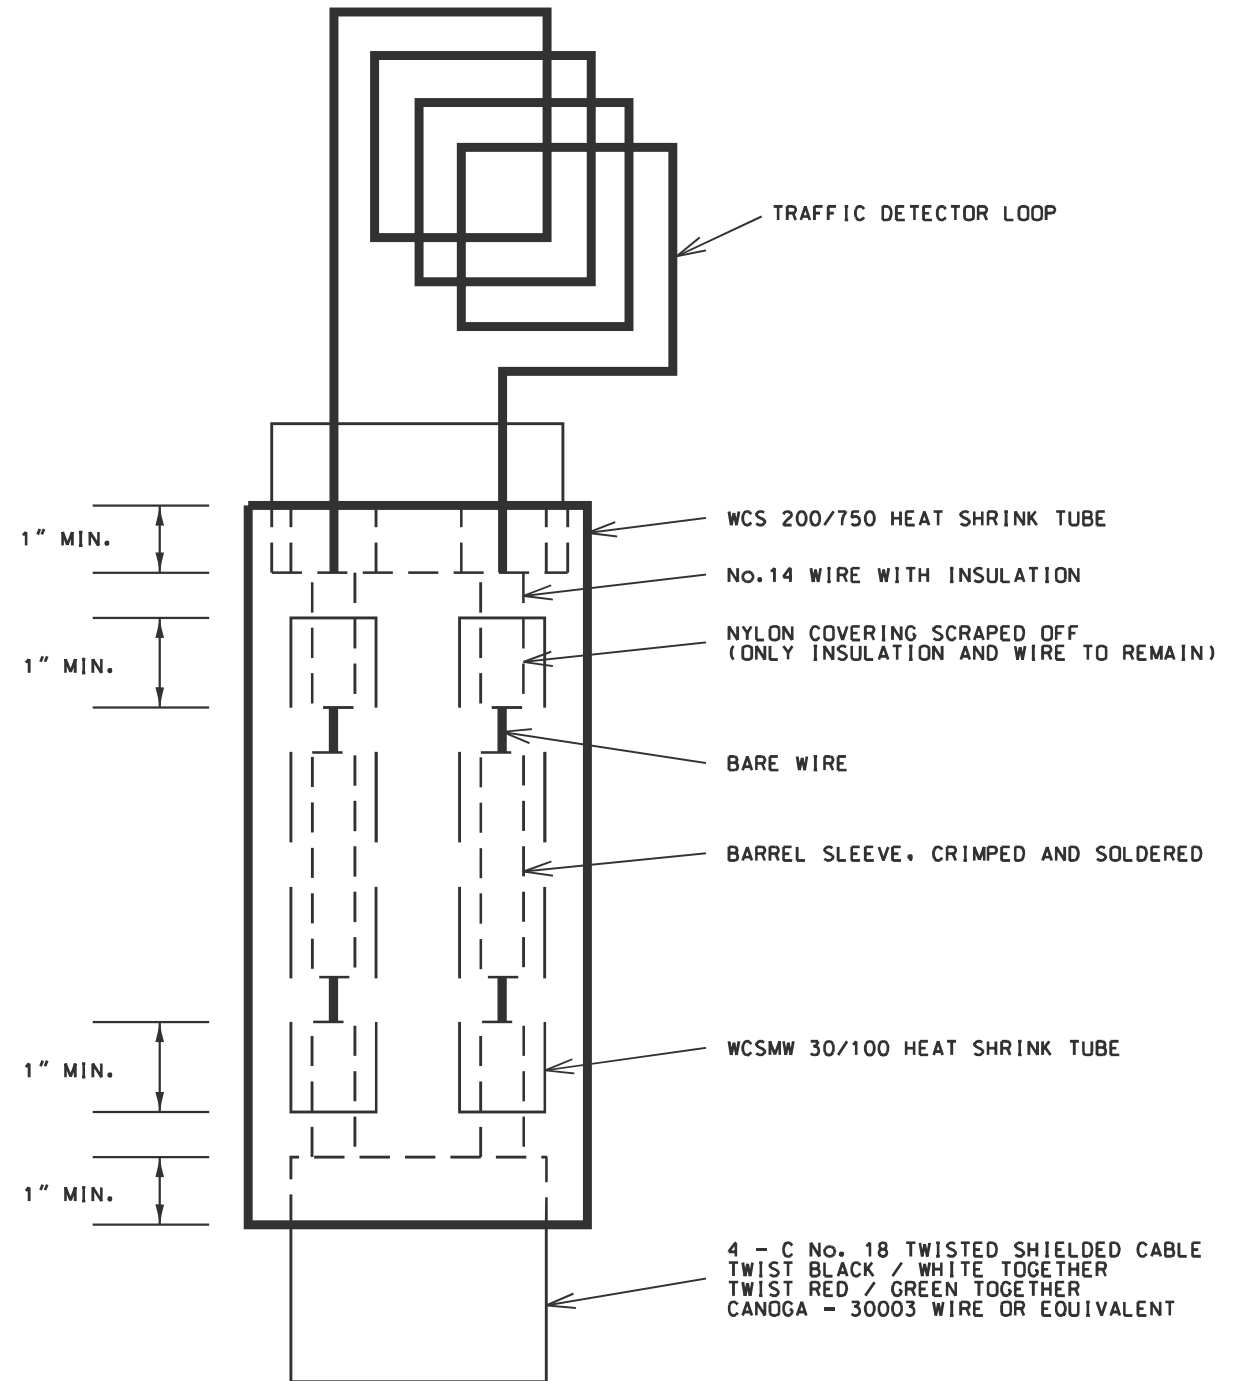 TRAFFIC DETECTOR LOOP
WCS 200/750 HEAT SHRINK TUBE
1" MIN.
No.14 WIRE WITH INSULATION
NYLON COVERING SCRAPED OFF
(ONLY INSULATION AND WIRE TO REMAIN)
1" MIN.
BARE WIRE
BARREL SLEEVE, CRIMPED AND SOLDERED
WCSMW 30/100 HEAT SHRINK TUBE
1" MIN.
1" MIN.
4 - C No. 18 TWISTED SHIELDED CABLE
TWIST BLACK / WHITE TOGETHER
TWIST RED / GREEN TOGETHER
CANOGA - 30003 WIRE OR EQUIVALENT